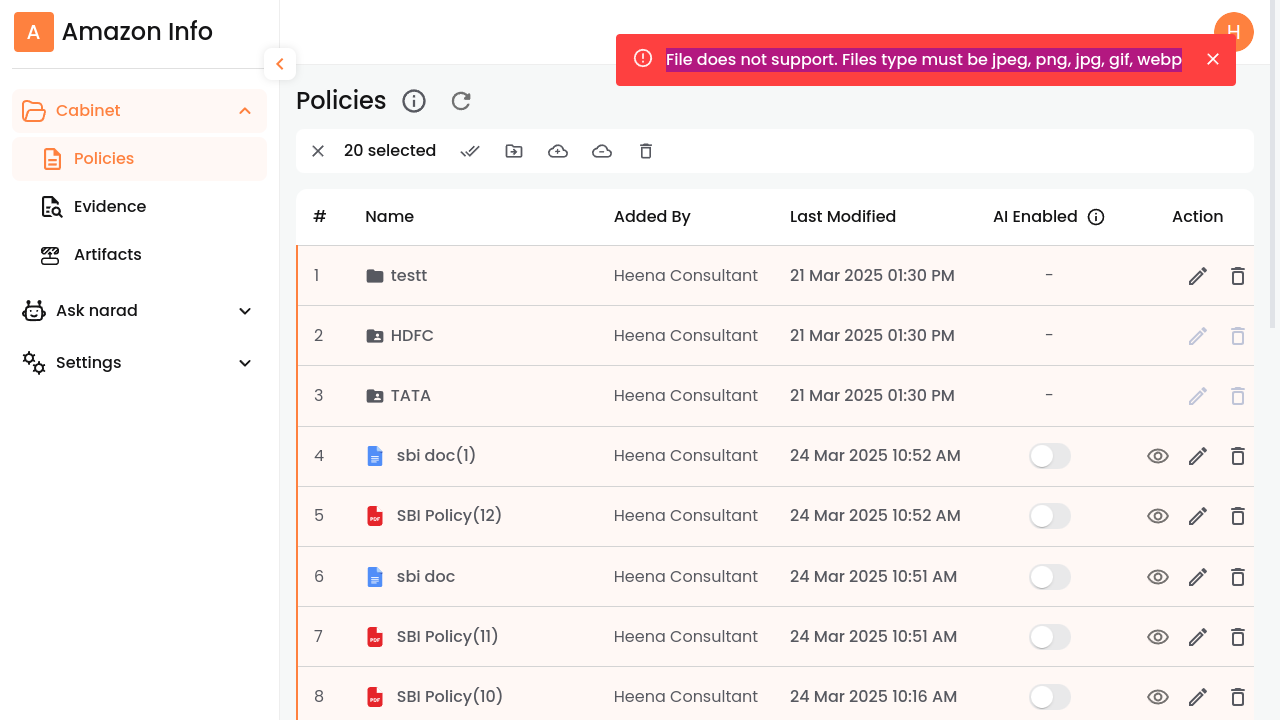 A Amazon Info
H
File does not support. Files type must be jpeg, png, jpg, gif, webp
Cabinet
Policies
Evidence
Artifacts
Ask narad
Settings
Policies
20 selected
# Name Added By Last Modified AI Enabled Action
1 testt Heena Consultant 21 Mar 2025 01:30 PM -
2 HDFC Heena Consultant 21 Mar 2025 01:30 PM -
3 TATA Heena Consultant 21 Mar 2025 01:30 PM -
4 sbi doc(1) Heena Consultant 24 Mar 2025 10:52 AM
5 PDF SBI Policy(12) Heena Consultant 24 Mar 2025 10:52 AM
6 sbi doc Heena Consultant 24 Mar 2025 10:51 AM
7 PDF SBI Policy(11) Heena Consultant 24 Mar 2025 10:51 AM
8 PDF SBI Policy(10) Heena Consultant 24 Mar 2025 10:16 AM